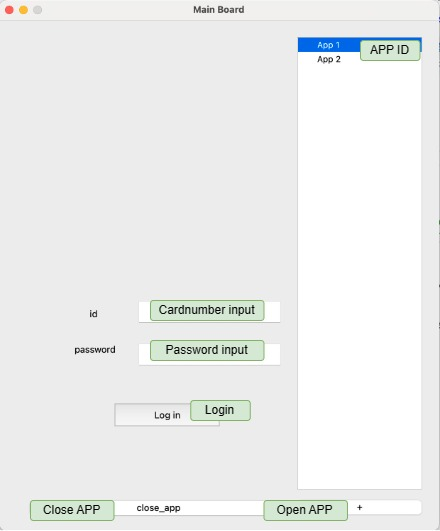 Main Board
App 1
APP ID
App 2
id
Cardnumber input
password
Password input
Log in
Login
Close APP
close_app
Open APP
+